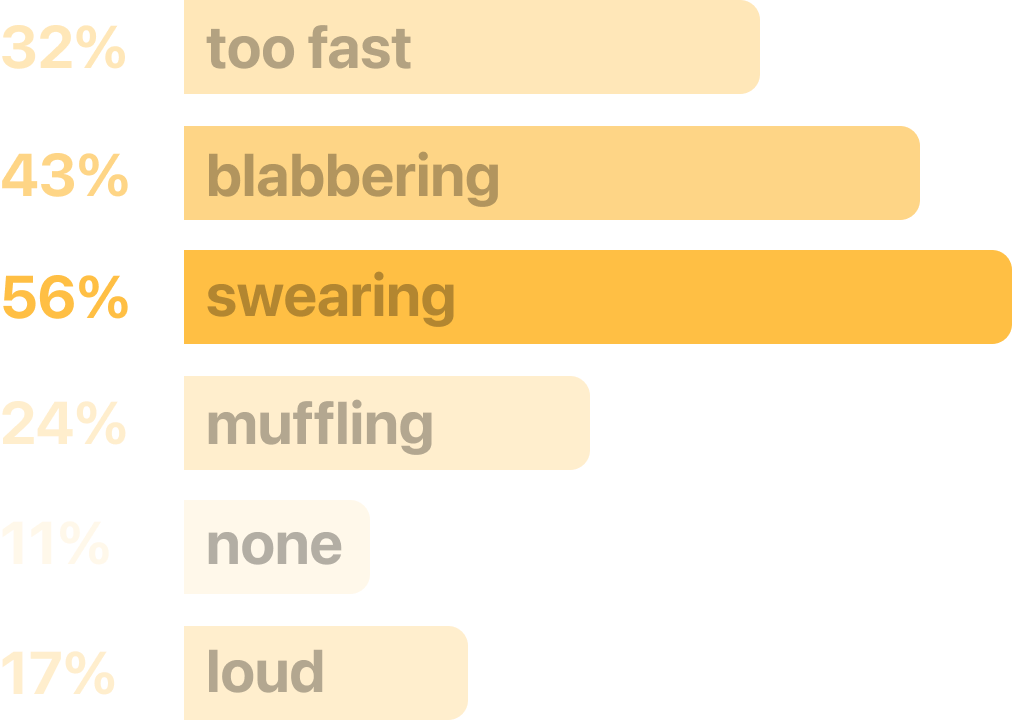 32% too fast
43% blabbering
56% swearing
24% muffling
11% none
17% loud